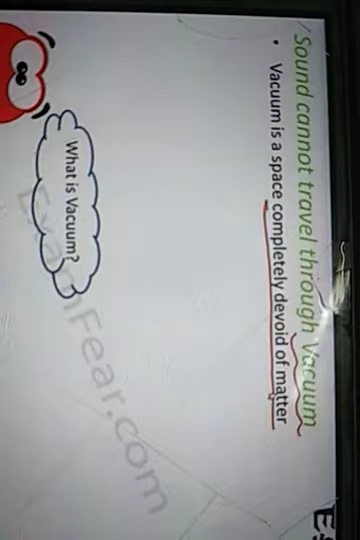 Sound cannot travel through Vacuum
• Vacuum is a space completely devoid of matter
What is Vacuum?
ExamFear.com